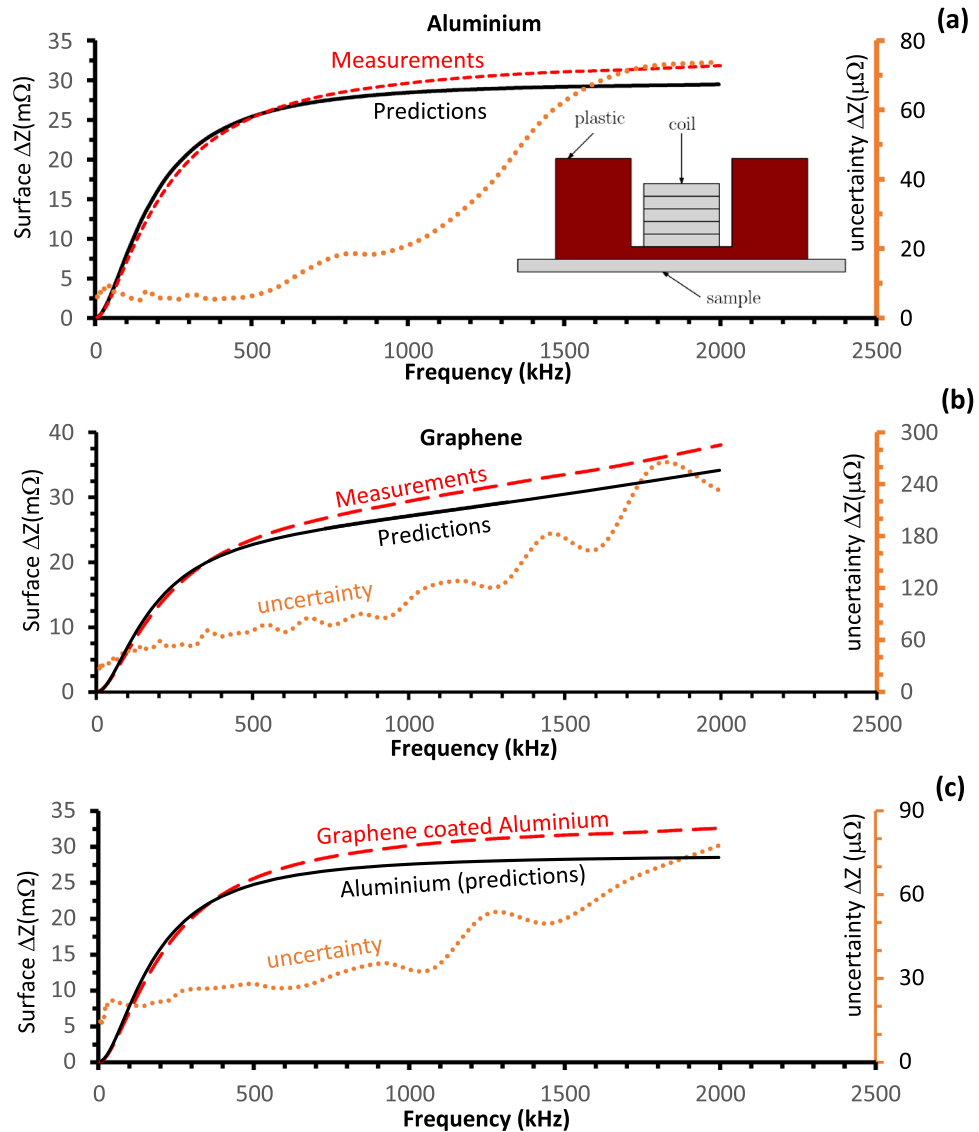 (a)
Aluminium
35
30
25
20
15
10
5
0
Surface ΔZ(mΩ)
Measurements
Predictions
plastic
coil
sample
80
60
40
20
0
uncertainty ΔZ(μΩ)
0 500 1000 1500 2000 2500
Frequency (kHz)
(b)
Graphene
40
30
20
10
0
Surface ΔZ(mΩ)
Measurements
Predictions
uncertainty
300
240
180
120
60
0
uncertainty ΔZ(μΩ)
0 500 1000 1500 2000 2500
Frequency (kHz)
(c)
35
30
25
20
15
10
5
0
Surface ΔZ(mΩ)
Graphene coated Aluminium
Aluminium (predictions)
uncertainty
90
60
30
0
uncertainty ΔZ (μΩ)
0 500 1000 1500 2000 2500
Frequency (kHz)